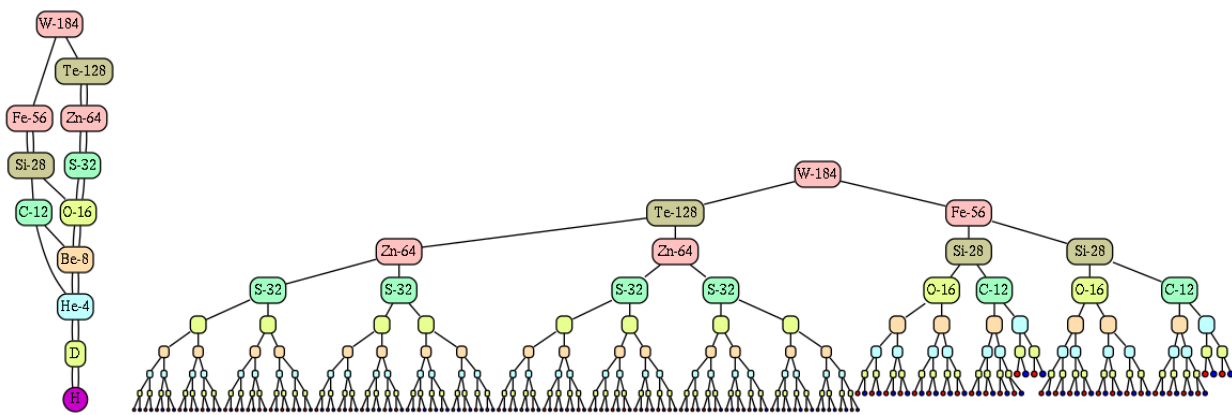 W-184
Te-128
Fe-56 Zn-64
Si-28 S-32
C-12 O-16
Be-8
He-4
D
H
W-184
Te-128 Fe-56
Zn-64 Zn-64 Si-28 Si-28
S-32 S-32 S-32 S-32 O-16 C-12 O-16 C-12